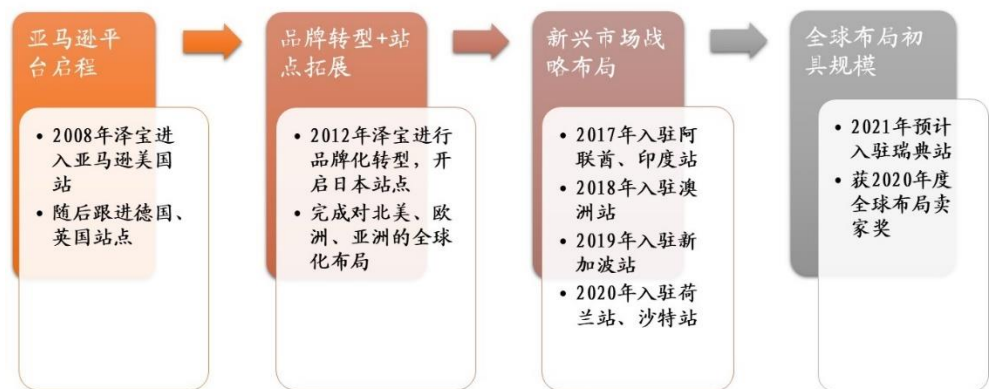 亚马逊平
台启程
• 2008年泽宝进
入亚马逊美国
站
• 随后跟进德国、
英国站点
品牌转型+站
点拓展
• 2012年泽宝进行
品牌化转型，开
启日本站点
• 完成对北美、欧
洲、亚洲的全球
化布局
新兴市场战
略布局
• 2017年入驻阿
联酋、印度站
• 2018年入驻澳
洲站
• 2019年入驻新
加波站
• 2020年入驻荷
兰站、沙特站
全球布局初
具规模
• 2021年预计
入驻瑞典站
• 获2020年度
全球布局卖
家奖